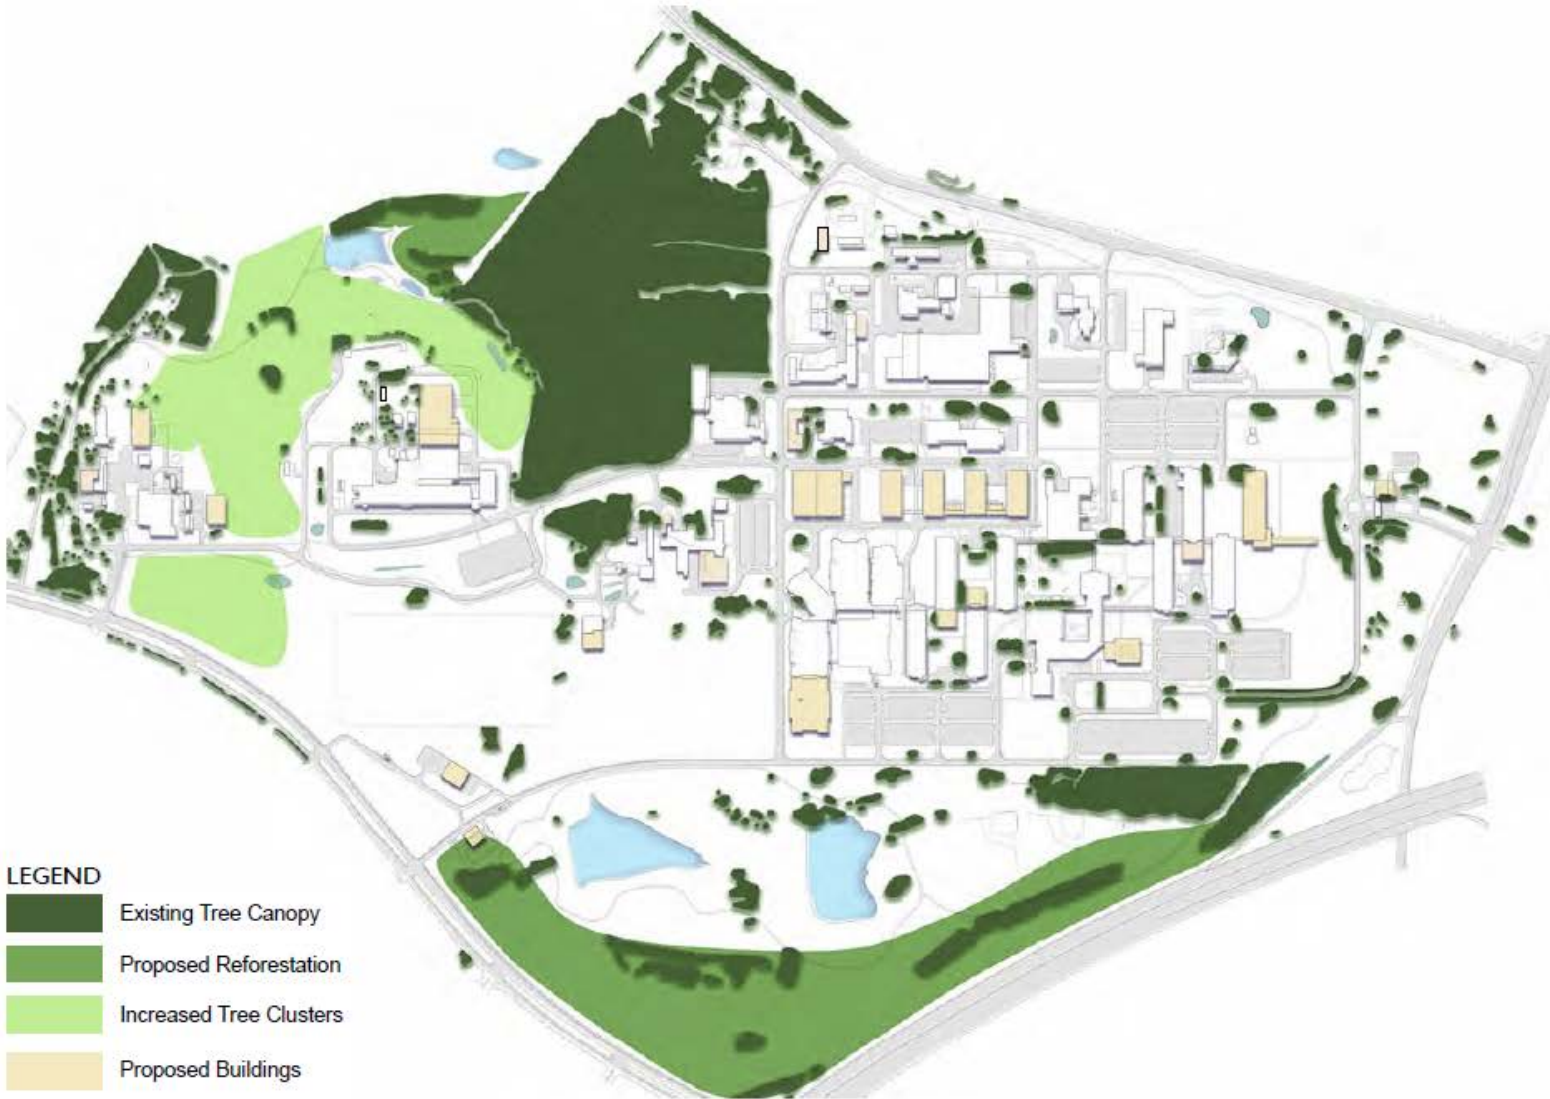 LEGEND
Existing Tree Canopy
Proposed Reforestation
Increased Tree Clusters
Proposed Buildings